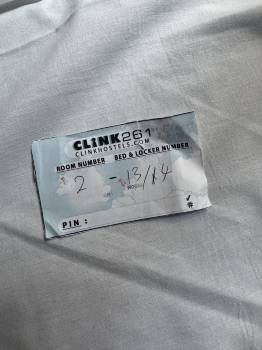 CLiNK261
CLINKHOSTELS.COM
ROOM NUMBER BED & LOCKER NUMBER
2 - 13/14
PIN :
#